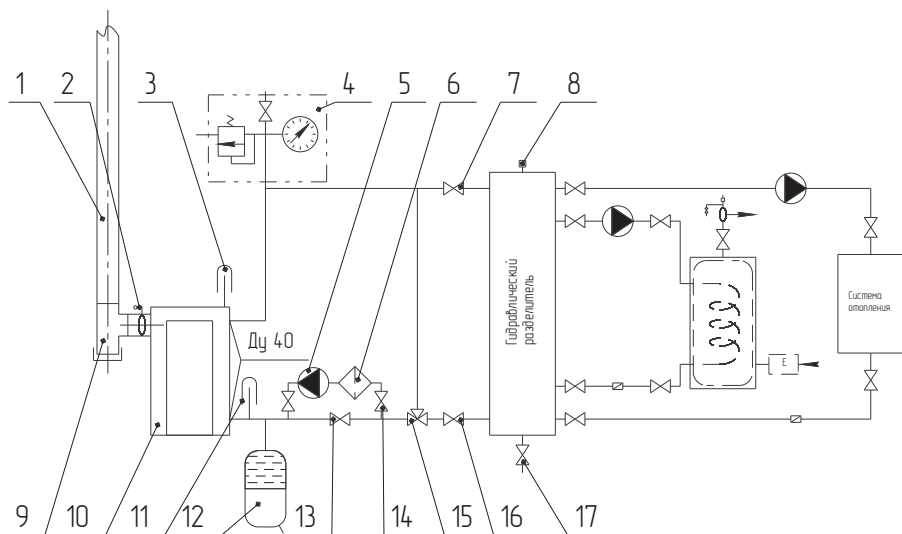 1 2 3 4 5 6 7 8
Гидравлический
разделитель
Система
отопления
Ду 40
E
9 10 11 12 13 14 15 16 17